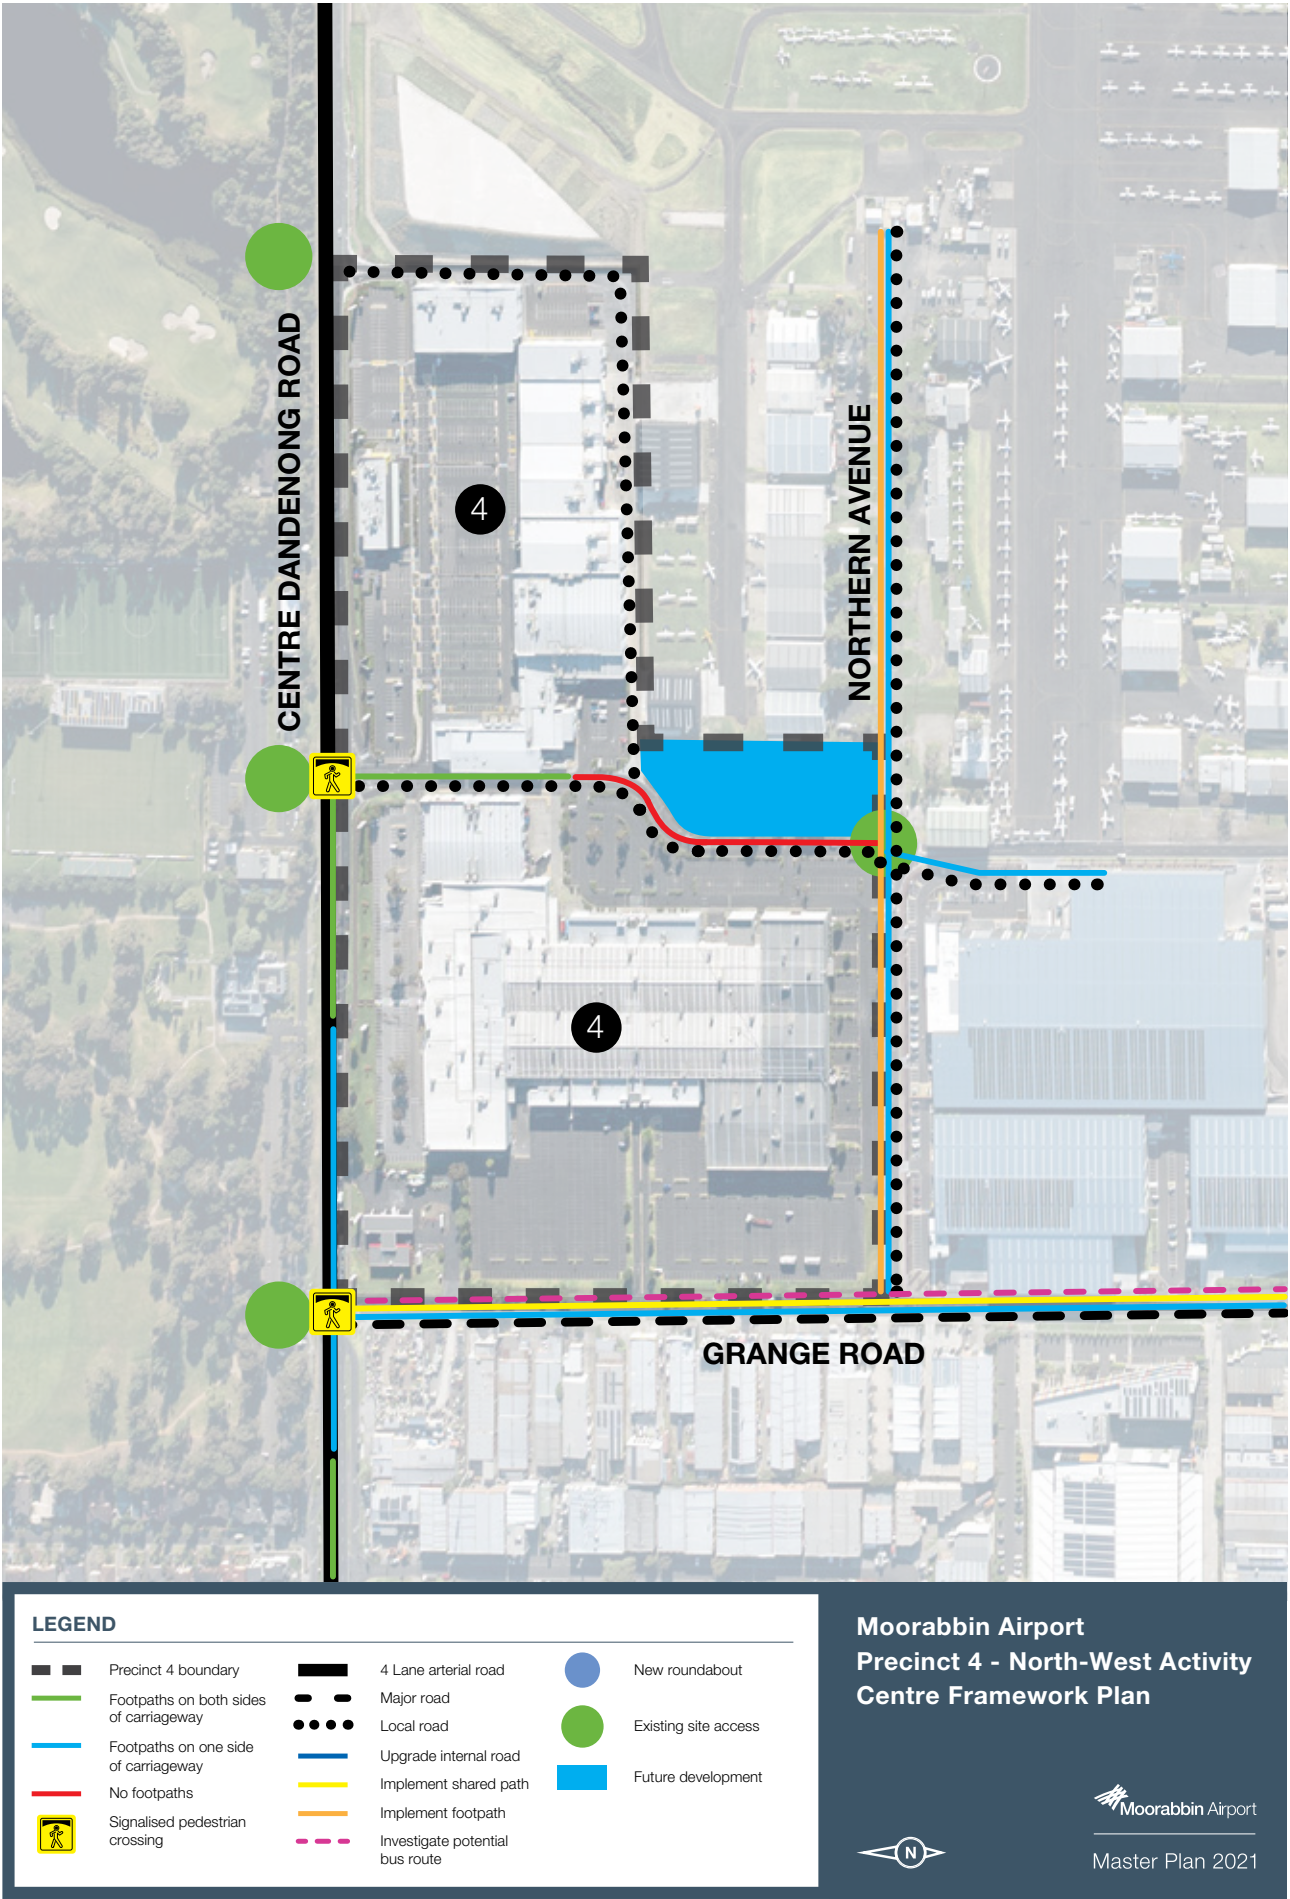 CENTRE DANDENONG ROAD
NORTHERN AVENUE
4
4
GRANGE ROAD
LEGEND
Precinct 4 boundary
Footpaths on both sides
of carriageway
Footpaths on one side
of carriageway
No footpaths
Signalised pedestrian
crossing
4 Lane arterial road
Major road
Local road
Upgrade internal road
Implement shared path
Implement footpath
Investigate potential
bus route
New roundabout
Existing site access
Future development
Moorabbin Airport
Precinct 4 - North-West Activity
Centre Framework Plan
N
Moorabbin Airport
Master Plan 2021